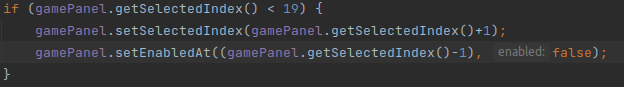 if (gamePanel.getSelectedIndex() < 19) {
    gamePanel.setSelectedIndex(gamePanel.getSelectedIndex()+1);
    gamePanel.setEnabledAt((gamePanel.getSelectedIndex()-1), enabled: false);
}